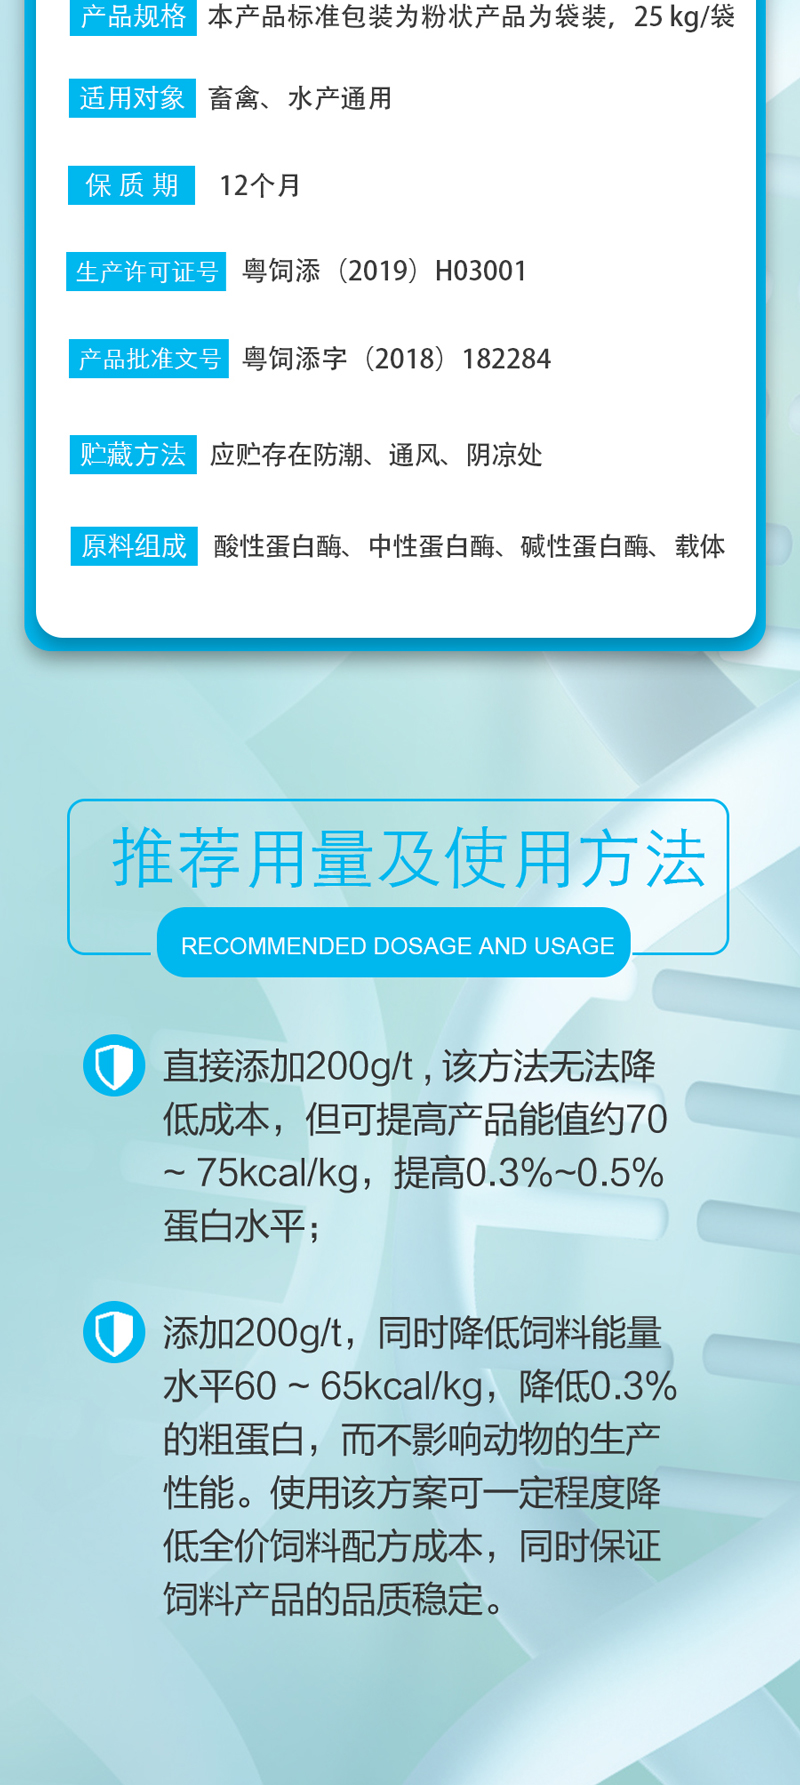 产品规格 本产品标准包装为粉状产品为袋装，25 kg/袋
适用对象 畜禽、水产通用
保质期 12个月
生产许可证号 粤饲添（2019）H03001
产品批准文号 粤饲添字（2018）182284
贮藏方法 应贮存在防潮、通风、阴凉处
原料组成 酸性蛋白酶、中性蛋白酶、碱性蛋白酶、载体
推荐用量及使用方法
RECOMMENDED DOSAGE AND USAGE
直接添加200g/t , 该方法无法降
低成本，但可提高产品能值约70
~ 75kcal/kg，提高0.3%~0.5%
蛋白水平；
添加200g/t，同时降低饲料能量
水平60 ~ 65kcal/kg，降低0.3%
的粗蛋白，而不影响动物的生产
性能。使用该方案可一定程度降
低全价饲料配方成本，同时保证
饲料产品的品质稳定。